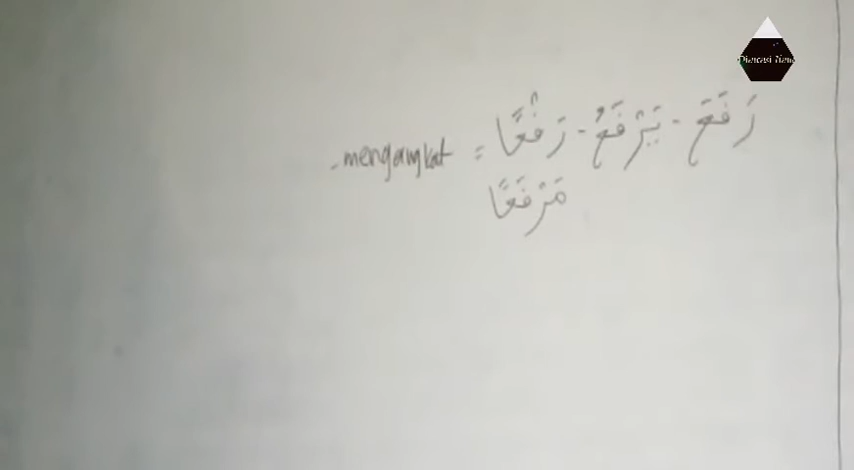 رَفَعَ - يَرْفَعُ - رَفْعًا = mengangkat
مَرْفَعًا